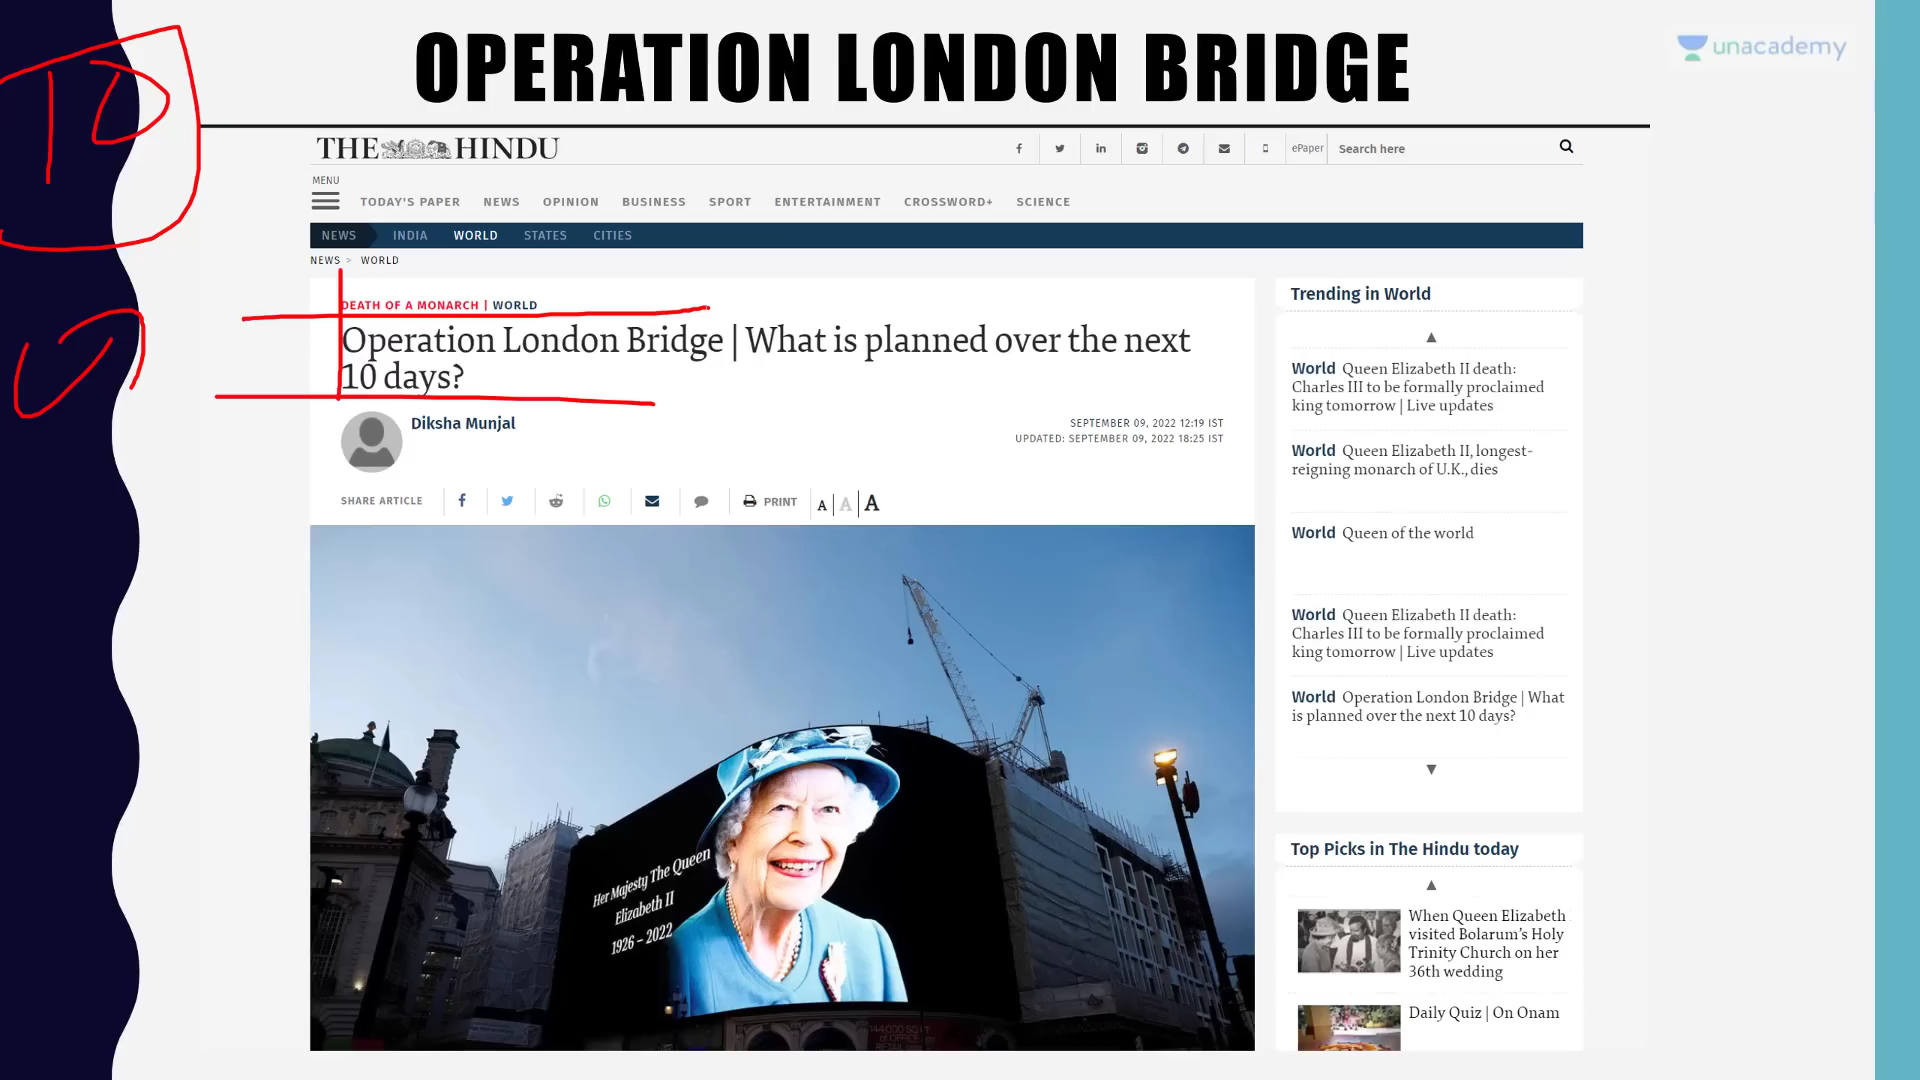 OPERATION LONDON BRIDGE
unacademy
10
THE HINDU
ePaper
Search here
MENU
TODAY'S PAPER NEWS OPINION BUSINESS SPORT ENTERTAINMENT CROSSWORD+ SCIENCE
NEWS INDIA WORLD STATES CITIES
NEWS > WORLD
DEATH OF A MONARCH | WORLD
Operation London Bridge | What is planned over the next
10 days?
Diksha Munjal
SEPTEMBER 09, 2022 12:19 IST
UPDATED: SEPTEMBER 09, 2022 18:25 IST
SHARE ARTICLE
PRINT A | A | A
Her Majesty The Queen
Elizabeth II
1926 – 2022
144,000 SQ FT
OF OFFICE
RETAIL
Trending in World
World Queen Elizabeth II death:
Charles III to be formally proclaimed
king tomorrow | Live updates
World Queen Elizabeth II, longest-
reigning monarch of U.K., dies
World Queen of the world
World Queen Elizabeth II death:
Charles III to be formally proclaimed
king tomorrow | Live updates
World Operation London Bridge | What
is planned over the next 10 days?
Top Picks in The Hindu today
When Queen Elizabeth
visited Bolarum’s Holy
Trinity Church on her
36th wedding
Daily Quiz | On Onam